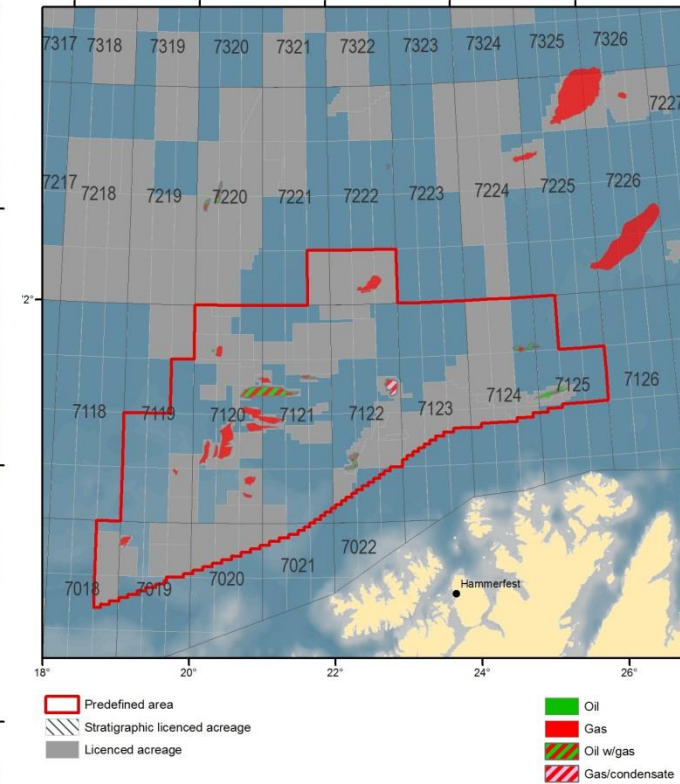 7317 7318 7319 7320 7321 7322 7323 7324 7325 7326
7227
7217 7218 7219 7220 7221 7222 7223 7224 7225 7226
2°
7118 7119 7120 7121 7122 7123 7124 7125 7126
7018 7019 7020 7021 7022
Hammerfest
18° 20° 22° 24° 26°
Predefined area
Stratigraphic licenced acreage
Licenced acreage
Oil
Gas
Oil w/gas
Gas/condensate